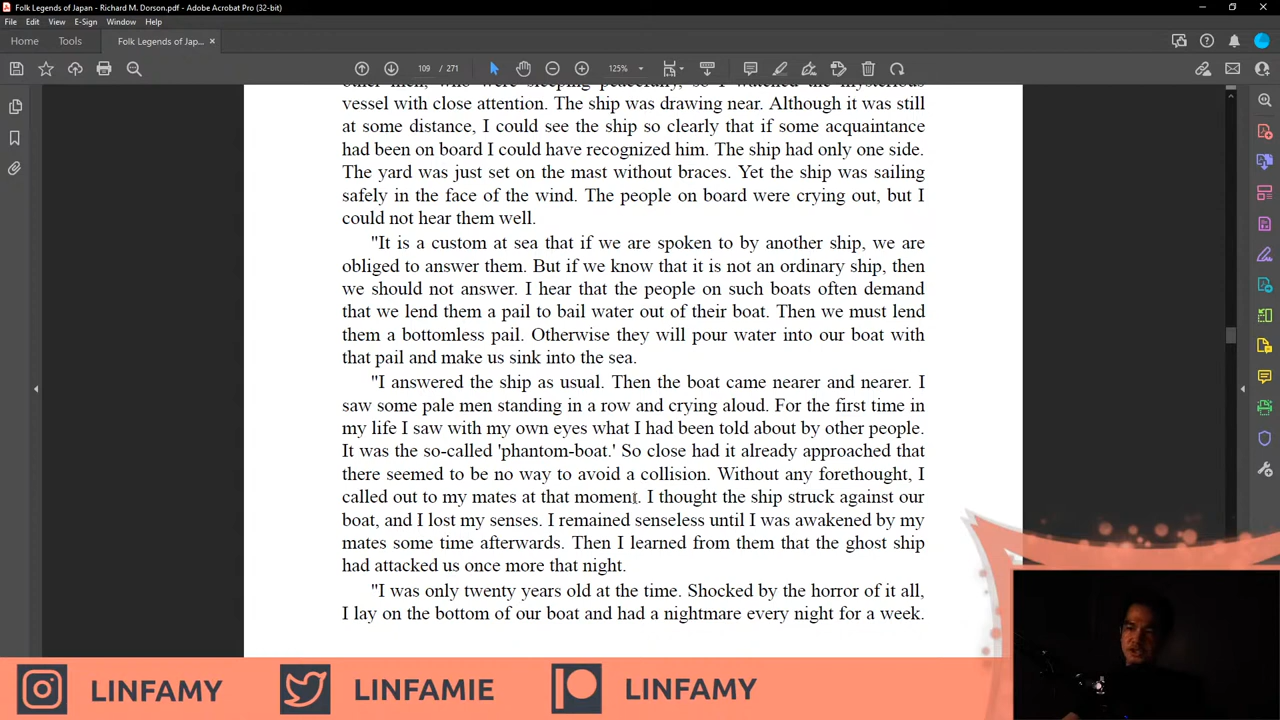 Folk Legends of Japan - Richard M. Dorson.pdf - Adobe Acrobat Pro (32-bit)
File Edit View E-Sign Window Help
Home Tools Folk Legends of Jap... ×
109 / 271 125%
other men, who were sleeping peacefully, so I watched the mysterious
vessel with close attention. The ship was drawing near. Although it was still
at some distance, I could see the ship so clearly that if some acquaintance
had been on board I could have recognized him. The ship had only one side.
The yard was just set on the mast without braces. Yet the ship was sailing
safely in the face of the wind. The people on board were crying out, but I
could not hear them well.
"It is a custom at sea that if we are spoken to by another ship, we are
obliged to answer them. But if we know that it is not an ordinary ship, then
we should not answer. I hear that the people on such boats often demand
that we lend them a pail to bail water out of their boat. Then we must lend
them a bottomless pail. Otherwise they will pour water into our boat with
that pail and make us sink into the sea.
"I answered the ship as usual. Then the boat came nearer and nearer. I
saw some pale men standing in a row and crying aloud. For the first time in
my life I saw with my own eyes what I had been told about by other people.
It was the so-called 'phantom-boat.' So close had it already approached that
there seemed to be no way to avoid a collision. Without any forethought, I
called out to my mates at that moment. I thought the ship struck against our
boat, and I lost my senses. I remained senseless until I was awakened by my
mates some time afterwards. Then I learned from them that the ghost ship
had attacked us once more that night.
"I was only twenty years old at the time. Shocked by the horror of it all,
I lay on the bottom of our boat and had a nightmare every night for a week.
LINFAMY LINFAMIE LINFAMY